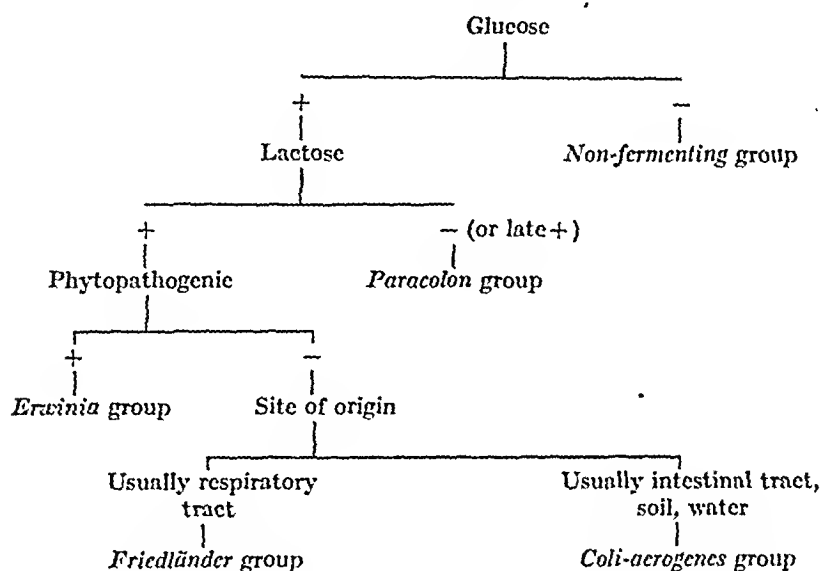 Glucose
+ −
Lactose Non-fermenting group
+ − (or late+)
Phytopathogenic Paracolon group
+ −
Erwinia group Site of origin
Usually respiratory Usually intestinal tract,
tract soil, water
Friedländer group Coli-aerogenes group